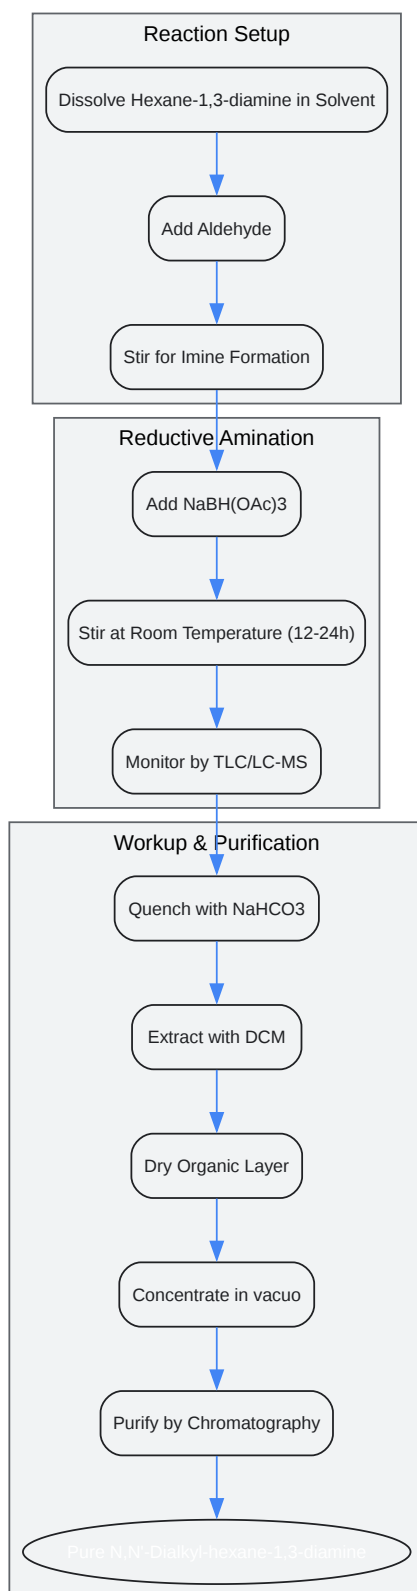 Reaction Setup
Dissolve Hexane-1,3-diamine in Solvent
Add Aldehyde
Stir for Imine Formation
Reductive Amination
Add NaBH(OAc)3
Stir at Room Temperature (12-24h)
Monitor by TLC/LC-MS
Workup & Purification
Quench with NaHCO3
Extract with DCM
Dry Organic Layer
Concentrate in vacuo
Purify by Chromatography
Pure N,N'-Dialkyl-hexane-1,3-diamine